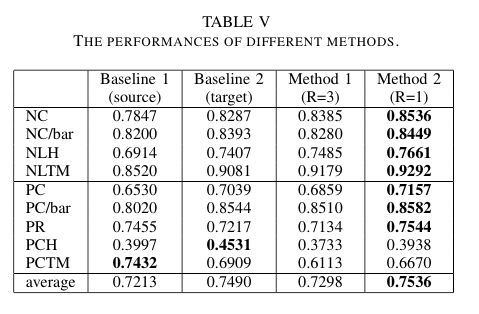 TABLE V
THE PERFORMANCES OF DIFFERENT METHODS.
Baseline 1 Baseline 2 Method 1 Method 2
(source) (target) (R=3) (R=1)
NC 0.7847 0.8287 0.8385 0.8536
NC/bar 0.8200 0.8393 0.8280 0.8449
NLH 0.6914 0.7407 0.7485 0.7661
NLTM 0.8520 0.9081 0.9179 0.9292
PC 0.6530 0.7039 0.6859 0.7157
PC/bar 0.8020 0.8544 0.8510 0.8582
PR 0.7455 0.7217 0.7134 0.7544
PCH 0.3997 0.4531 0.3733 0.3938
PCTM 0.7432 0.6909 0.6113 0.6670
average 0.7213 0.7490 0.7298 0.7536